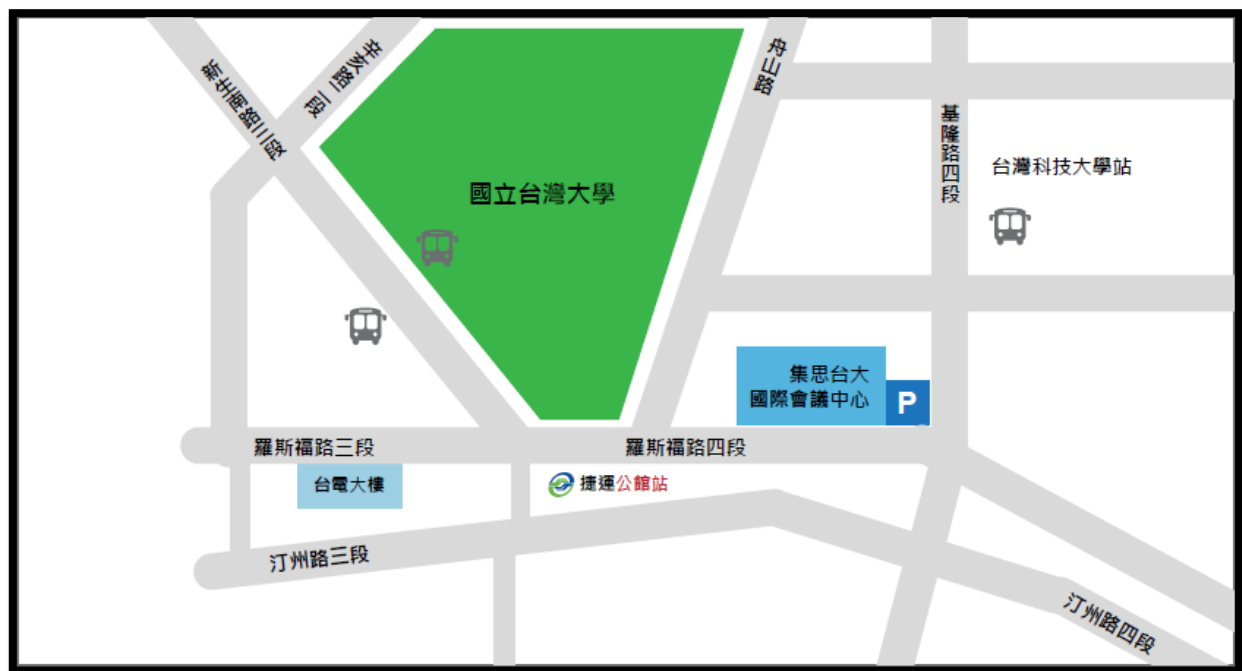 辛亥路一段
舟山路
新生南路三段
基隆路四段
台灣科技大學站
國立台灣大學
集思台大
國際會議中心
P
羅斯福路三段
羅斯福路四段
台電大樓
捷運公館站
汀州路三段
汀州路四段